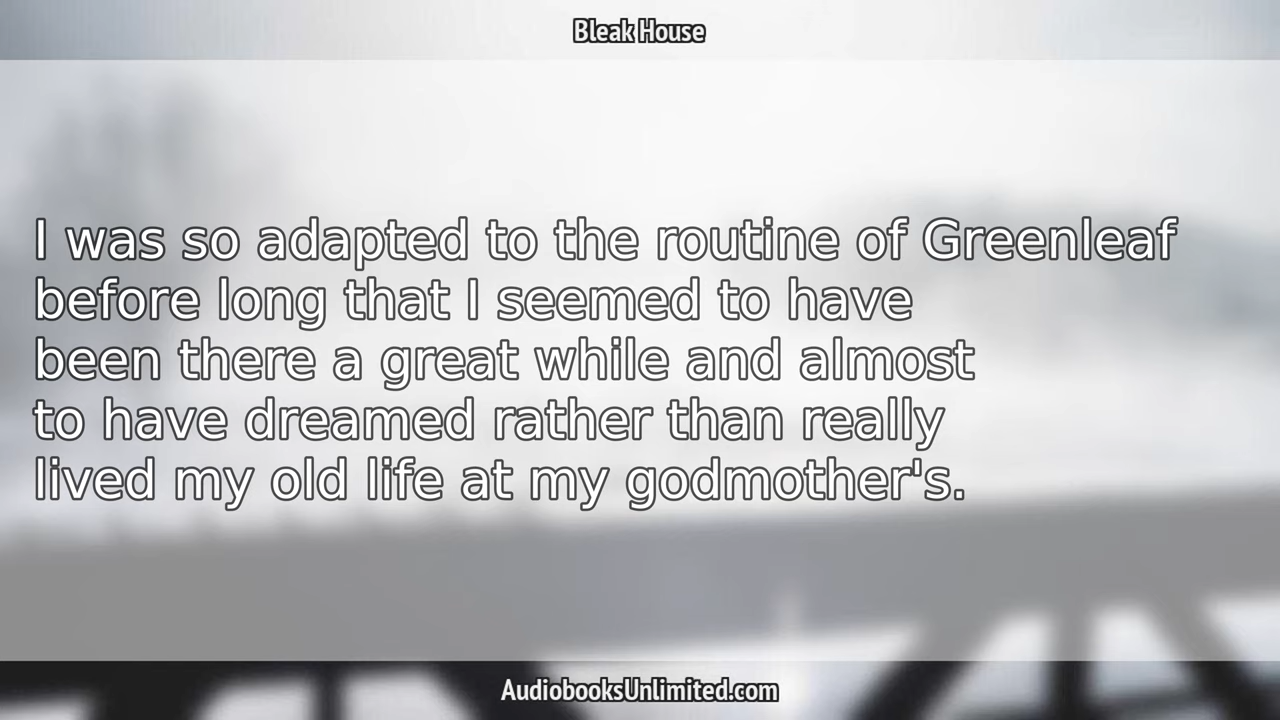 Bleak House
I was so adapted to the routine of Greenleaf
before long that I seemed to have
been there a great while and almost
to have dreamed rather than really
lived my old life at my godmother's.
AudiobooksUnlimited.com